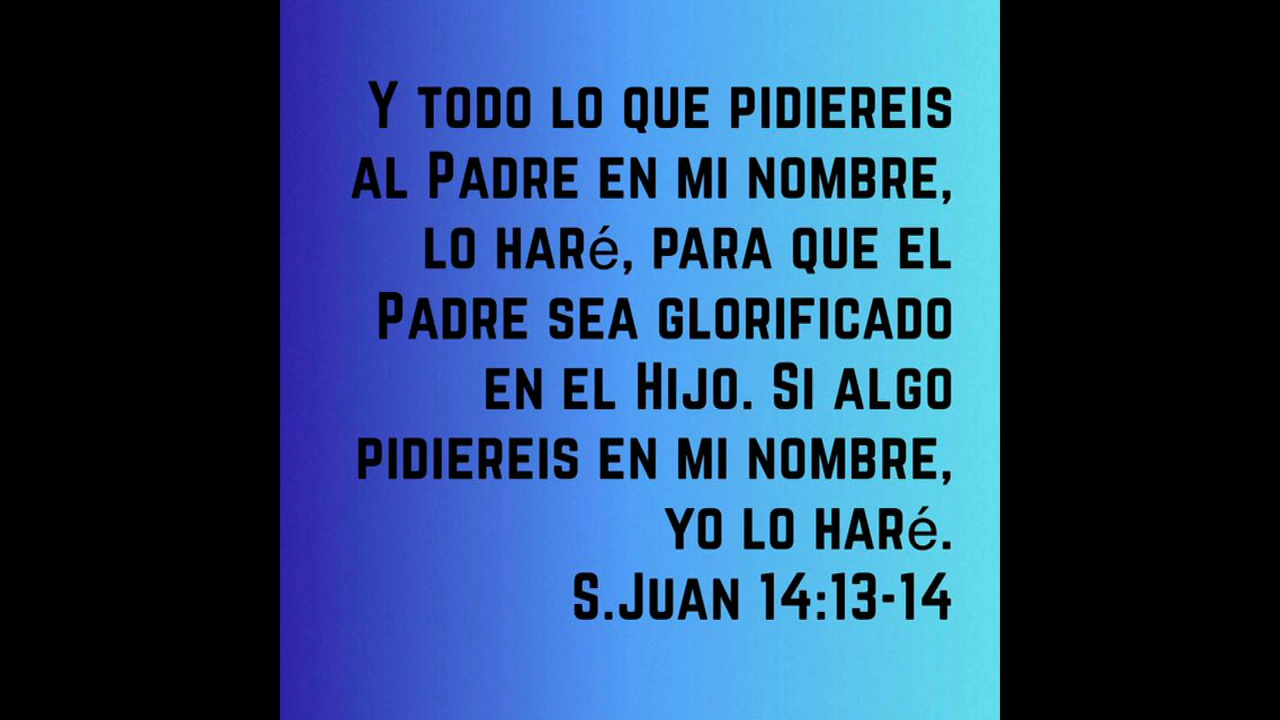 Y todo lo que pidiereis
al Padre en mi nombre,
lo haré, para que el
Padre sea glorificado
en el Hijo. Si algo
pidiereis en mi nombre,
yo lo haré.
S.Juan 14:13-14